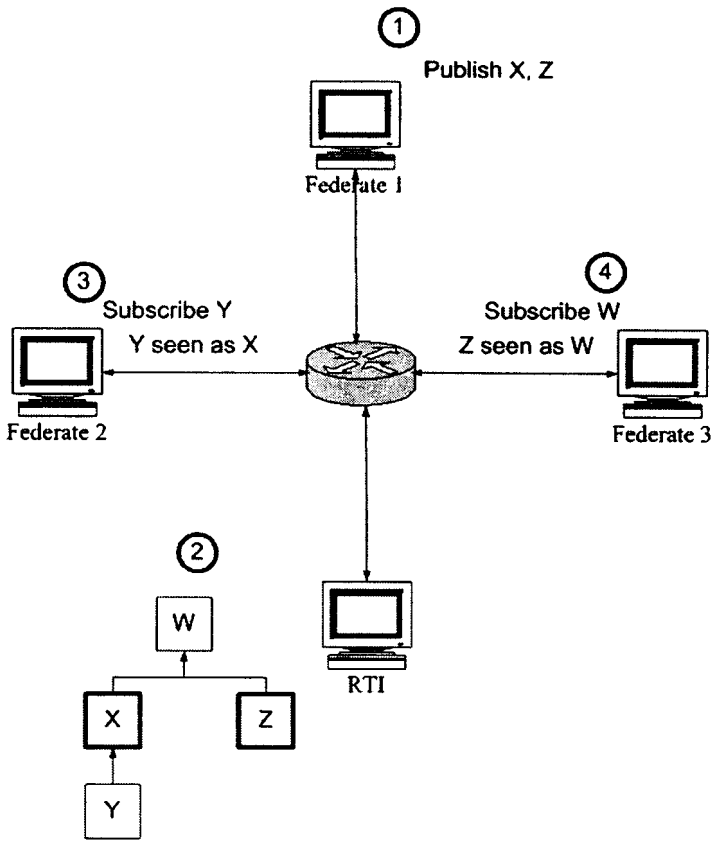 1
Publish X, Z
Federate 1
3
Subscribe Y
Y seen as X
Federate 2
4
Subscribe W
Z seen as W
Federate 3
2
W
X
Z
Y
RTI